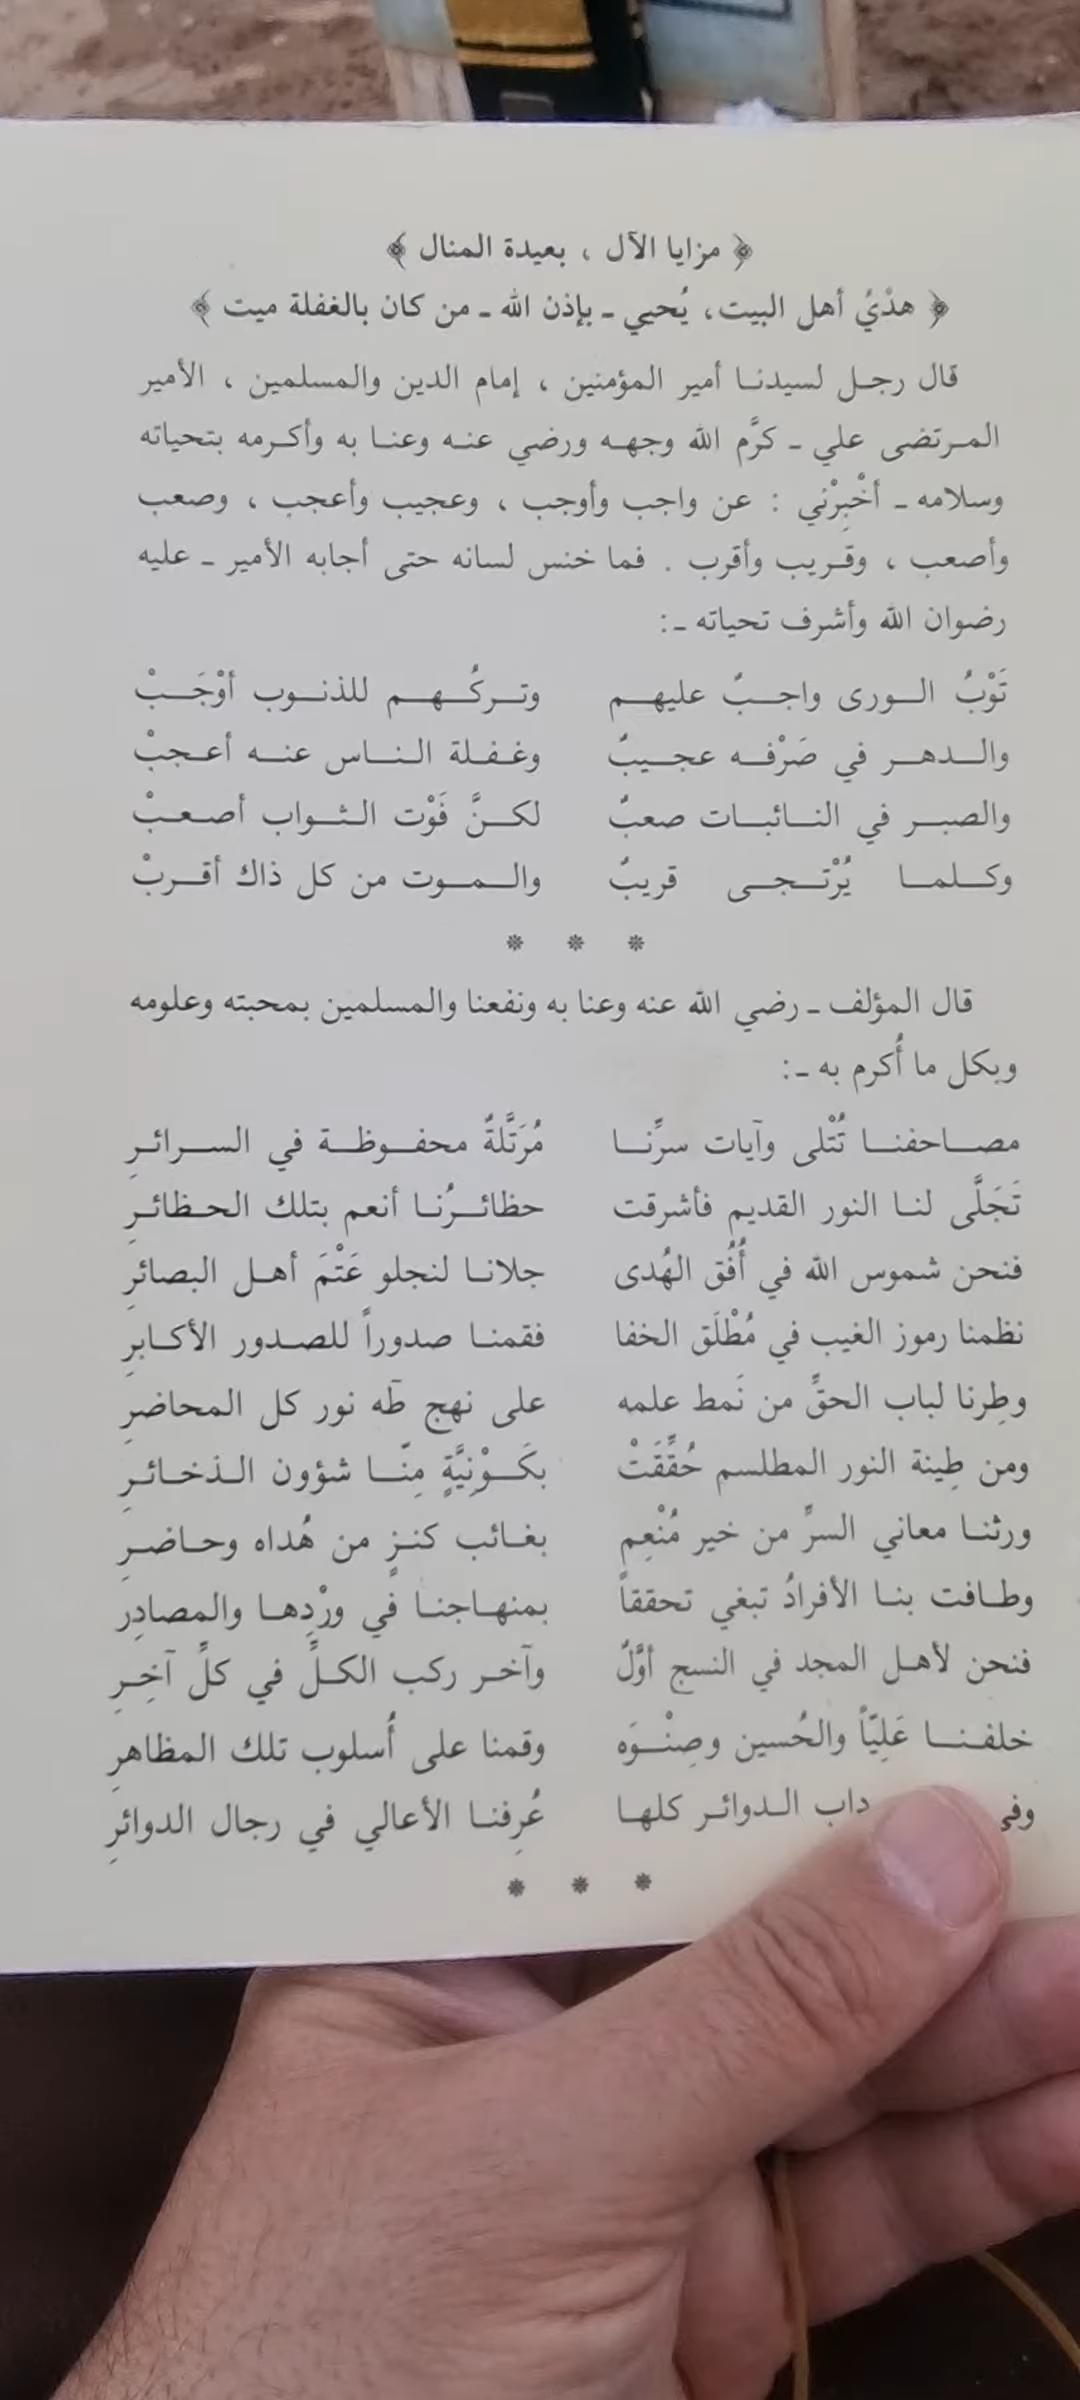 ﴿ مزايا الآل ، بعيدة المنال ﴾
﴿ هدْيُ أهل البيت، يُحيي ـ بإذن الله ـ من كان بالغفلة ميت ﴾
قال رجل لسيدنا أمير المؤمنين ، إمام الدين والمسلمين ، الأمير
المرتضى علي ـ كرَّم الله وجهه ورضي عنه وعنا به وأكرمه بتحياته
وسلامه ـ أخْبِرْني : عن واجب وأوجب ، وعجيب وأعجب ، وصعب
وأصعب ، وقريب وأقرب . فما خنس لسانه حتى أجابه الأمير ـ عليه
رضوان الله وأشرف تحياته ـ:
تَوْبُ الورى واجبٌ عليهم وتركُهم للذنوب أوْجَبْ
والدهر في صَرْفه عجيبٌ وغفلة الناس عنه أعجبْ
والصبر في النائبات صعبٌ لكنَّ فَوْت الثواب أصعبْ
وكلما يُرْتجى قريبٌ والموت من كل ذاك أقربْ
* * *
قال المؤلف ـ رضي الله عنه وعنا به ونفعنا والمسلمين بمحبته وعلومه
وبكل ما أُكرم به ـ:
مصاحفنا تُتْلى وآيات سرِّنا مُرَتَّلةٌ محفوظة في السرائرِ
تَجَلَّى لنا النور القديم فأشرقت حظائرُنا أنعم بتلك الحظائرِ
فنحن شموس الله في أُفُق الهُدى جلانا لنجلو عَتْمَ أهل البصائرِ
نظمنا رموز الغيب في مُطْلَق الخفا فقمنا صدوراً للصدور الأكابرِ
وطِرنا لباب الحقِّ من نَمط علمه على نهج طه نور كل المحاضرِ
ومن طِينة النور المطلسم حُقِّقَتْ بكَوْنِيَّةٍ مِنّا شؤون الذخائرِ
ورثنا معاني السرِّ من خير مُنْعِم بغائب كنزٍ من هُداه وحاضرِ
وطافت بنا الأفرادُ تبغي تحققاً بمنهاجنا في ورْدِها والمصادِر
فنحن لأهل المجد في النسج أوَّلٌ وآخر ركب الكلِّ في كلِّ آخِرِ
خلفنا عَلِيّاً والحُسين وصِنْوَه وقمنا على أُسلوب تلك المظاهرِ
وفي داب الدوائر كلها عُرِفنا الأعالي في رجال الدوائرِ
* * *